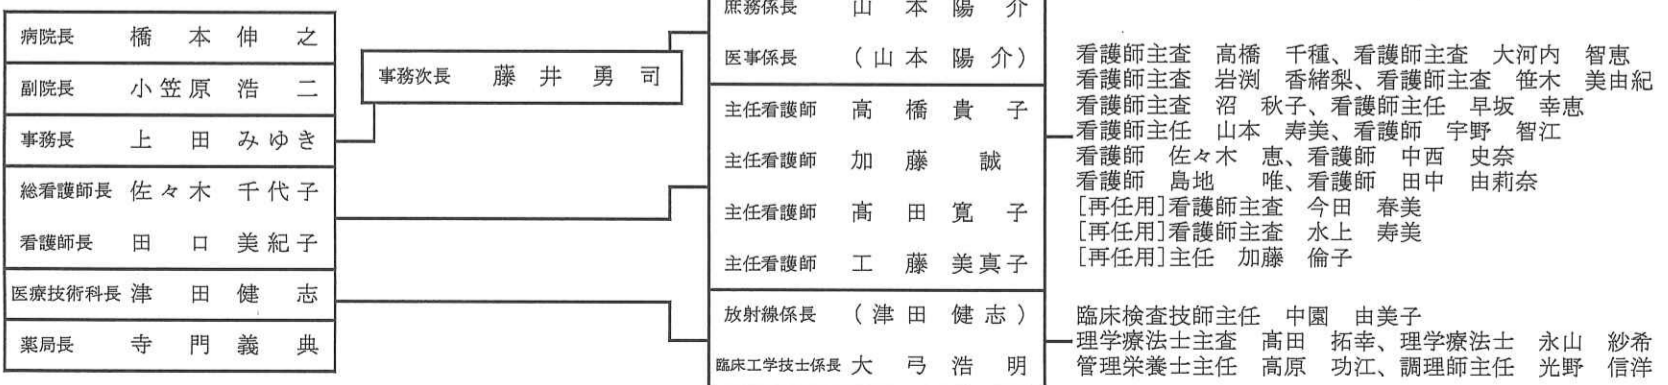 病院長 橋本伸之
副院長 小笠原浩二
事務長 上田みゆき
総看護師長 佐々木千代子
看護師長 田口美紀子
医療技術科長 津田健志
薬局長 寺門義典
事務次長 藤井勇司
庶務係長 山本陽介
医事係長 (山本陽介)
主任看護師 高橋貴子
主任看護師 加藤誠
主任看護師 髙田寛子
主任看護師 工藤美真子
放射線係長 (津田健志)
臨床工学技士係長 大弓浩明
看護師主査 高橋 千種、看護師主査 大河内 智恵
看護師主査 岩渕 香緒梨、看護師主査 笹木 美由紀
看護師主査 沼 秋子、看護師主任 早坂 幸恵
看護師主任 山本 寿美、看護師 宇野 智江
看護師 佐々木 恵、看護師 中西 史奈
看護師 島地 唯、看護師 田中 由莉奈
[再任用]看護師主査 今田 春美
[再任用]看護師主査 水上 寿美
[再任用]主任 加藤 倫子
臨床検査技師主任 中園 由美子
理学療法士主査 髙田 拓幸、理学療法士 永山 紗希
管理栄養士主任 高原 功江、調理師主任 光野 信洋